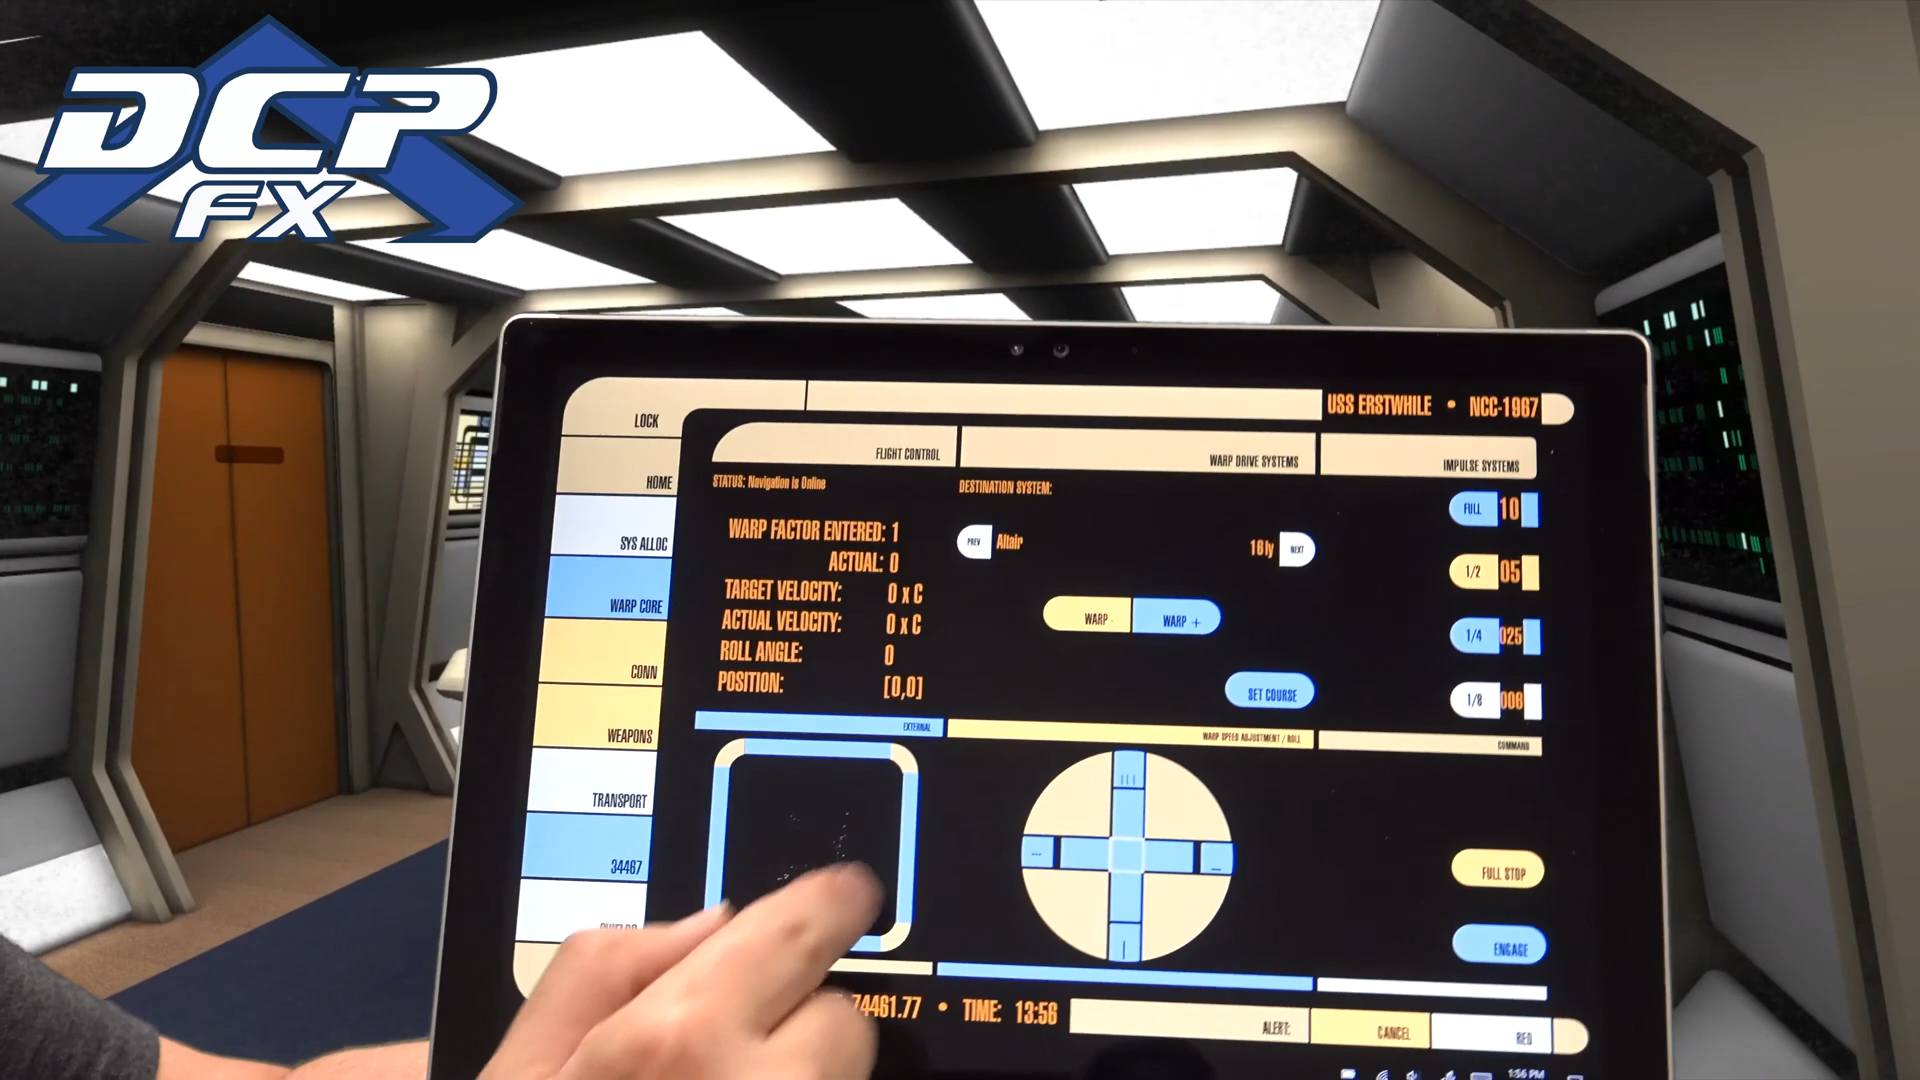 DCP
FX
USS ERSTWHILE • NCC-1967
LOCK
HOME
SYS ALLOC
WARP CORE
CONN
WEAPONS
TRANSPORT
34467
FLIGHT CONTROL
WARP DRIVE SYSTEMS
IMPULSE SYSTEMS
STATUS: Navigation is Online
DESTINATION SYSTEM:
WARP FACTOR ENTERED: 1
ACTUAL: 0
TARGET VELOCITY: 0 x C
ACTUAL VELOCITY: 0 x C
ROLL ANGLE: 0
POSITION: [0,0]
PREV Altair
16ly NEXT
WARP -
WARP +
SET COURSE
FULL 10
1/2 05
1/4 025
1/8 008
EXTERNAL
WARP SPEED ADJUSTMENT / ROLL
COMMAND
FULL STOP
ENGAGE
74461.77 • TIME: 13:56
ALERT:
CANCEL
RED
1:56 PM